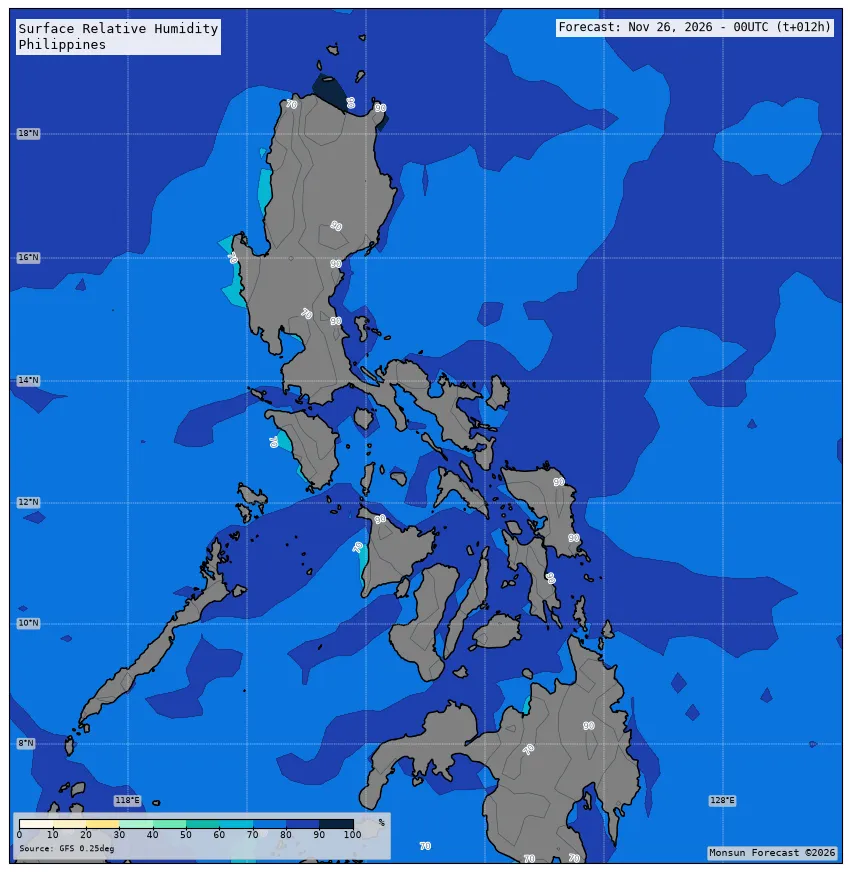 Surface Relative Humidity
Philippines
Forecast: Nov 26, 2026 - 00UTC (t+012h)
70
90
90
18°N
90
16°N
70
90
70
90
14°N
70
90
12°N
90
70
90
90
10°N
90
8°N
70
118°E
128°E
%
0 10 20 30 40 50 60 70 80 90 100
70
Source: GFS 0.25deg
Monsun Forecast ©2026
70
70